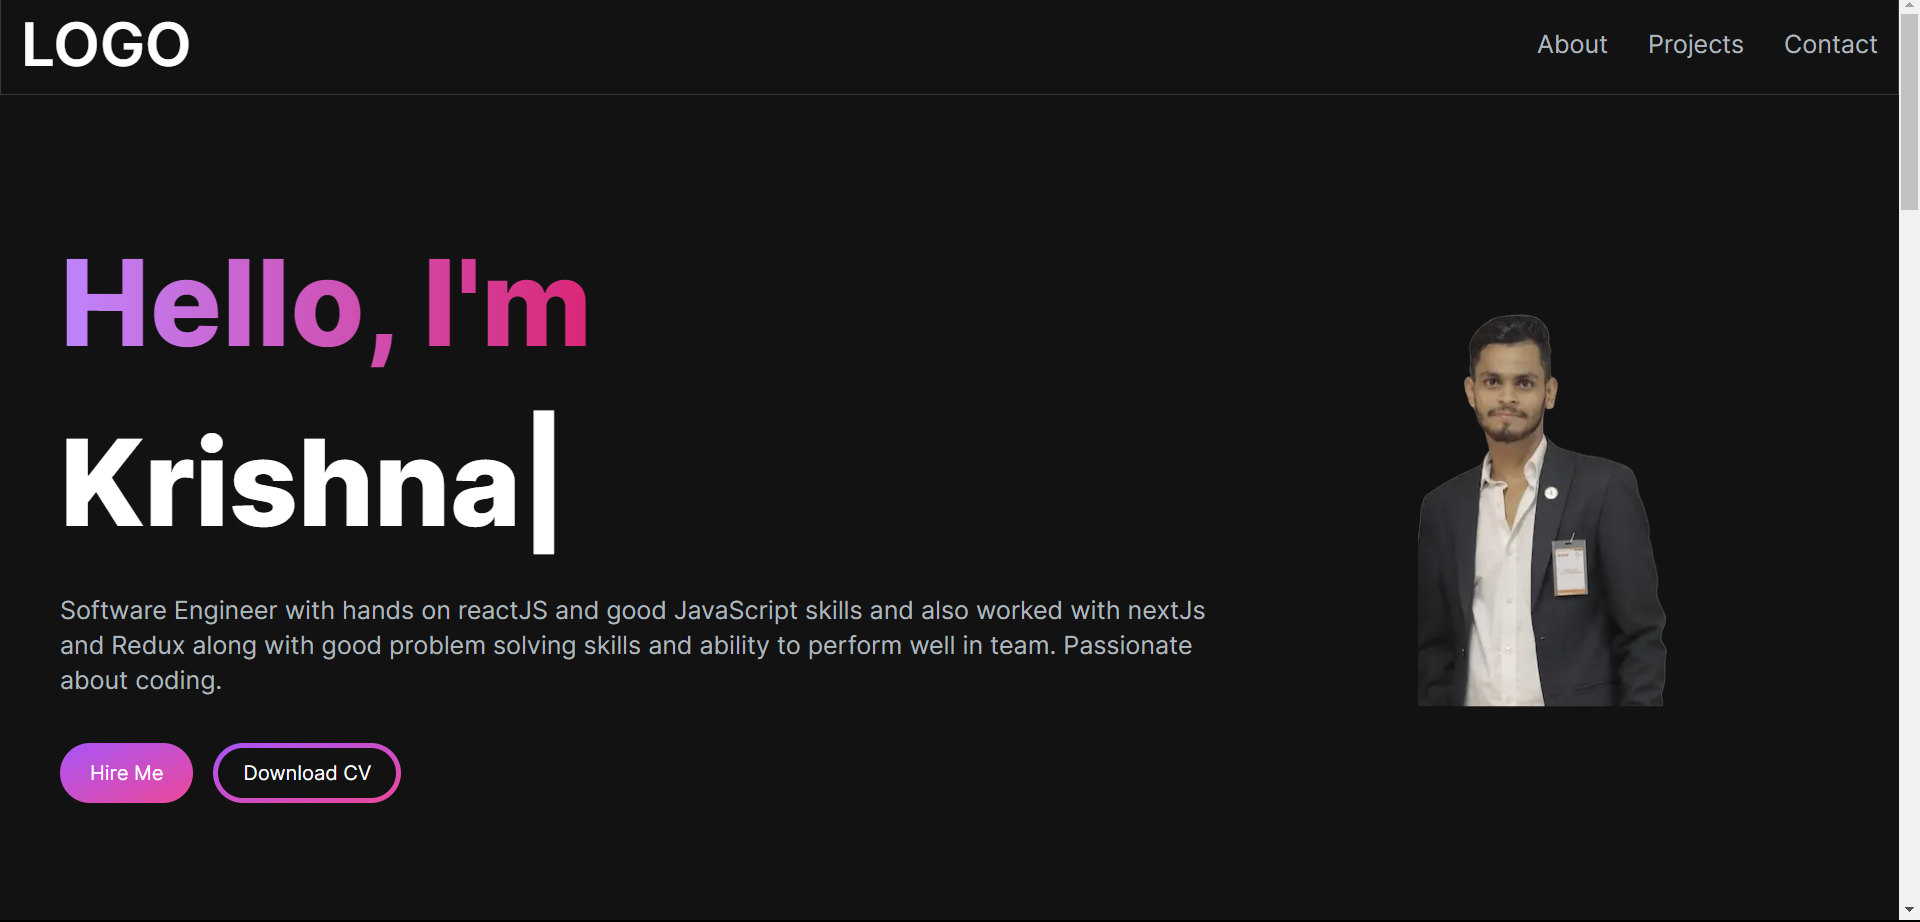 LOGO
About Projects Contact
Hello, I'm
Krishna
Software Engineer with hands on reactJS and good JavaScript skills and also worked with nextJs
and Redux along with good problem solving skills and ability to perform well in team. Passionate
about coding.
Hire Me Download CV